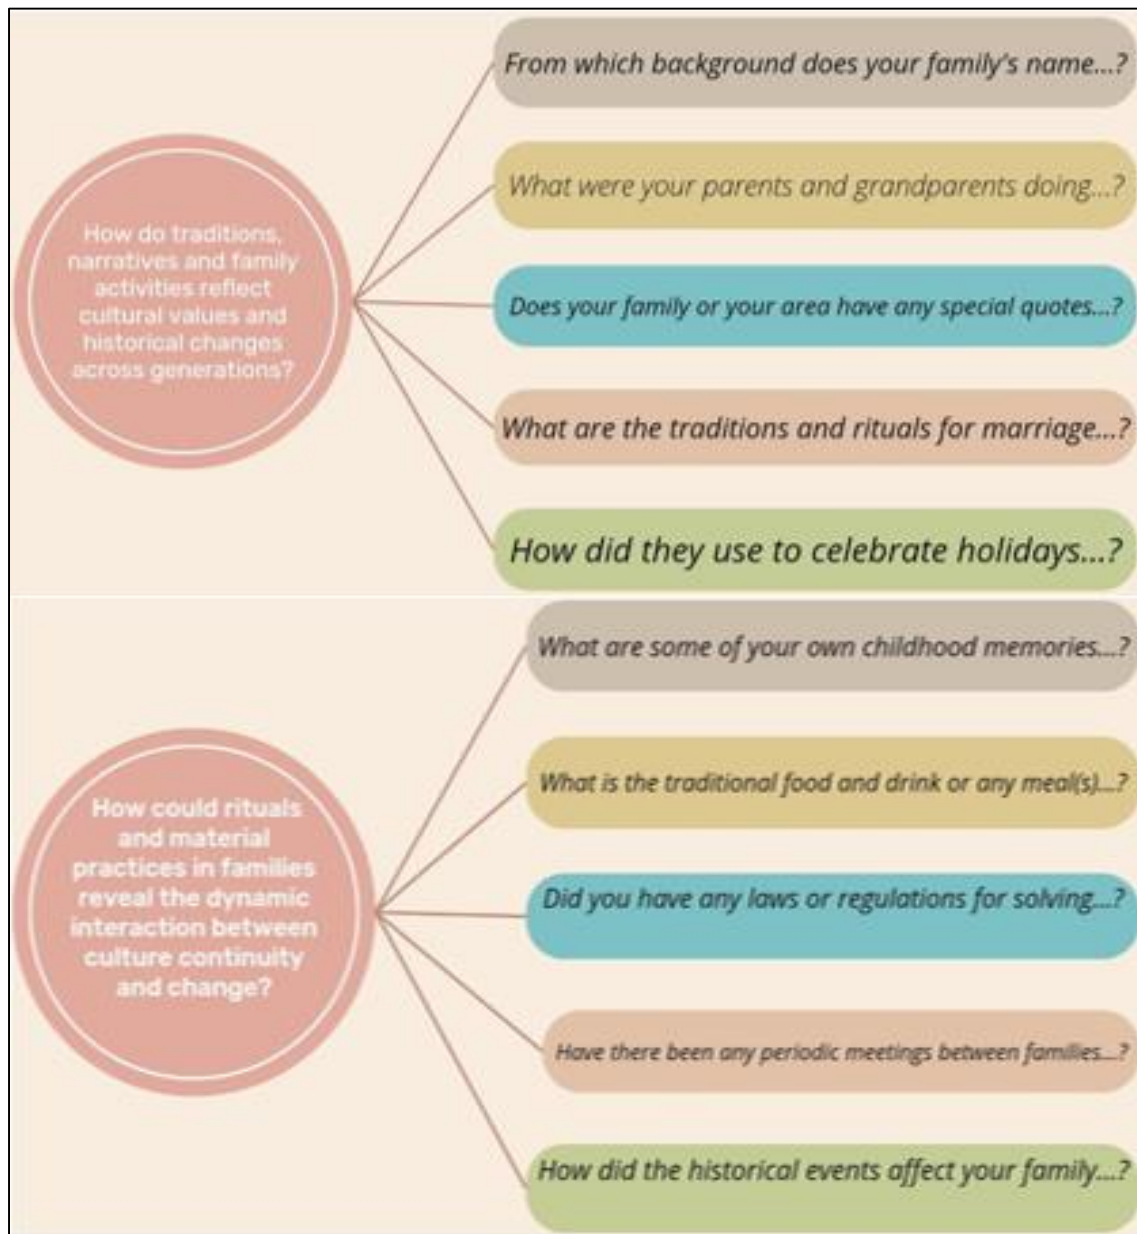 How do traditions,
narratives and family
activities reflect
cultural values and
historical changes
across generations?
From which background does your family's name...?
What were your parents and grandparents doing...?
Does your family or your area have any special quotes...?
What are the traditions and rituals for marriage...?
How did they use to celebrate holidays...?
How could rituals
and material
practices in families
reveal the dynamic
interaction between
culture continuity
and change?
What are some of your own childhood memories...?
What is the traditional food and drink or any meal(s)...?
Did you have any laws or regulations for solving...?
Have there been any periodic meetings between families...?
How did the historical events affect your family...?